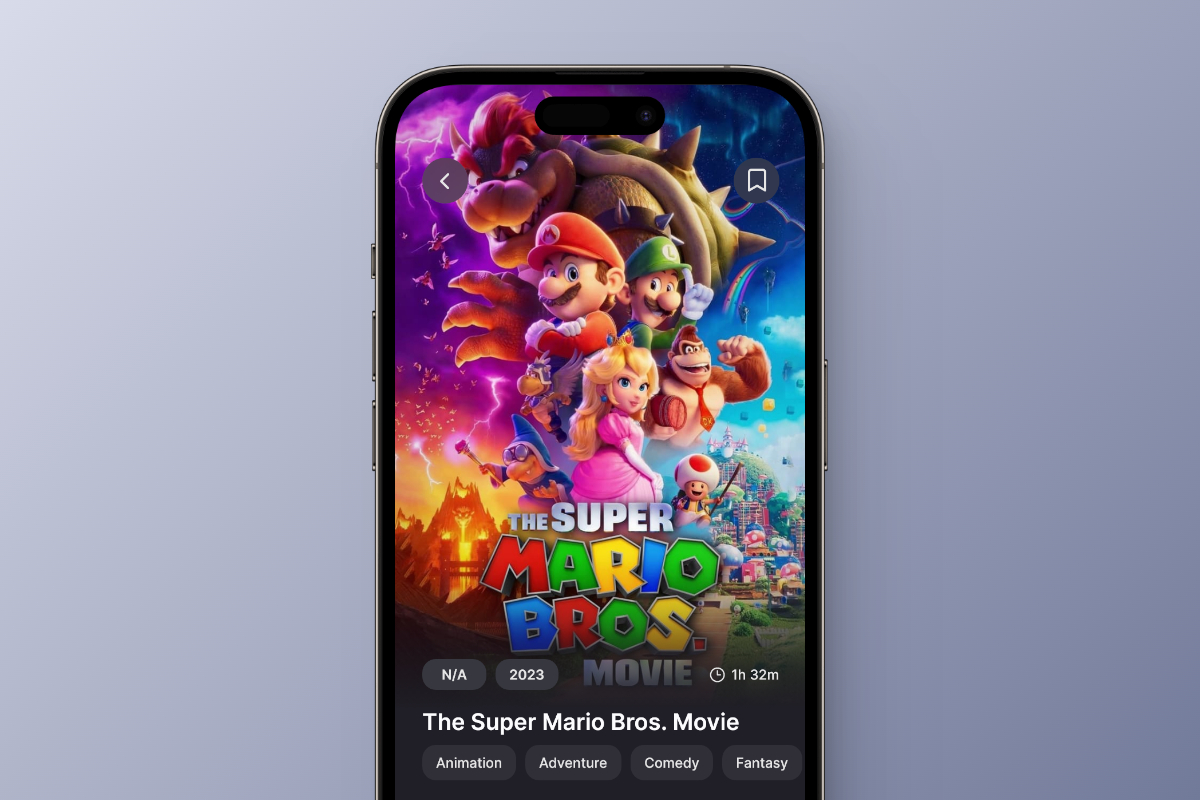 THE SUPER
MARIO
BROS.
MOVIE
N/A
2023
1h 32m
The Super Mario Bros. Movie
Animation
Adventure
Comedy
Fantasy